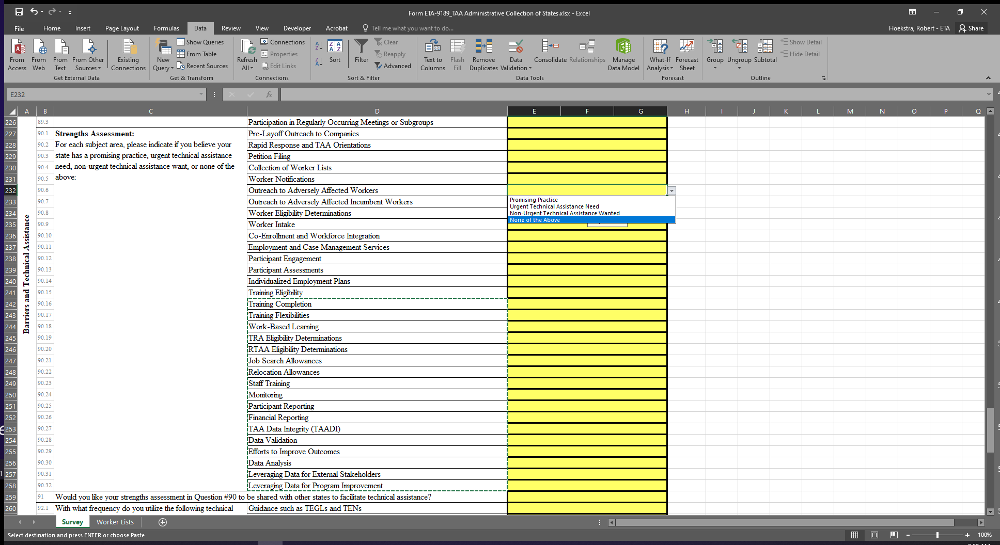 Form ETA-9189_TAA Administrative Collection of States.xlsx - Excel
File Home Insert Page Layout Formulas Data Review View Developer Acrobat Tell me what you want to do... Hoekstra, Robert - ETA Share
From Access
From Web
From Text
From Other Sources
Existing Connections
Get External Data
New Query
Show Queries
From Table
Recent Sources
Get & Transform
Refresh All
Connections
Properties
Edit Links
Connections
Sort
Filter
Clear
Reapply
Advanced
Sort & Filter
Text to Columns
Flash Fill
Remove Duplicates
Data Validation
Consolidate
Relationships
Manage Data Model
Data Tools
What-If Analysis
Forecast Sheet
Forecast
Group
Ungroup
Subtotal
Show Detail
Hide Detail
Outline
E232 fx
A B C D E F G H I J K L M N O P Q
Barriers and Technical Assistance
226 89.3 Participation in Regularly Occurring Meetings or Subgroups
227 90.1 Strengths Assessment: Pre-Layoff Outreach to Companies
228 90.2 For each subject area, please indicate if you believe your Rapid Response and TAA Orientations
229 90.3 state has a promising practice, urgent technical assistance Petition Filing
230 90.4 need, non-urgent technical assistance want, or none of the Collection of Worker Lists
231 90.5 above: Worker Notifications
232 90.6 Outreach to Adversely Affected Workers
233 90.7 Outreach to Adversely Affected Incumbent Workers
234 90.8 Worker Eligibility Determinations
235 90.9 Worker Intake
Promising Practice
Urgent Technical Assistance Need
Non-Urgent Technical Assistance Wanted
None of the Above
236 90.10 Co-Enrollment and Workforce Integration
237 90.11 Employment and Case Management Services
238 90.12 Participant Engagement
239 90.13 Participant Assessments
240 90.14 Individualized Employment Plans
241 90.15 Training Eligibility
242 90.16 Training Completion
243 90.17 Training Flexibilities
244 90.18 Work-Based Learning
245 90.19 TRA Eligibility Determinations
246 90.20 RTAA Eligibility Determinations
247 90.21 Job Search Allowances
248 90.22 Relocation Allowances
249 90.23 Staff Training
250 90.24 Monitoring
251 90.25 Participant Reporting
252 90.26 Financial Reporting
253 90.27 TAA Data Integrity (TAADI)
254 90.28 Data Validation
255 90.29 Efforts to Improve Outcomes
256 90.30 Data Analysis
257 90.31 Leveraging Data for External Stakeholders
258 90.32 Leveraging Data for Program Improvement
259 91 Would you like your strengths assessment in Question #90 to be shared with other states to facilitate technical assistance?
260 92.1 With what frequency do you utilize the following technical Guidance such as TEGLs and TENs
Survey Worker Lists
Select destination and press ENTER or choose Paste 100%